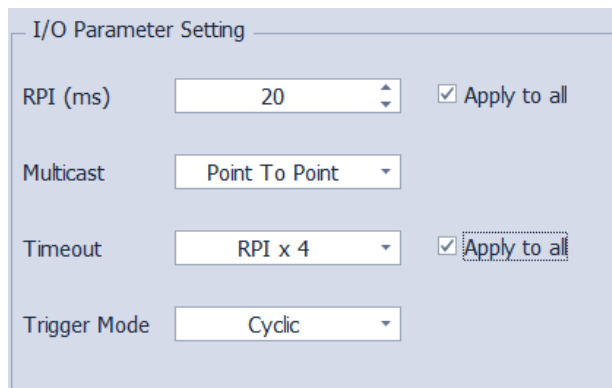 I/O Parameter Setting
RPI (ms) 20 Apply to all
Multicast Point To Point
Timeout RPI x 4 Apply to all
Trigger Mode Cyclic